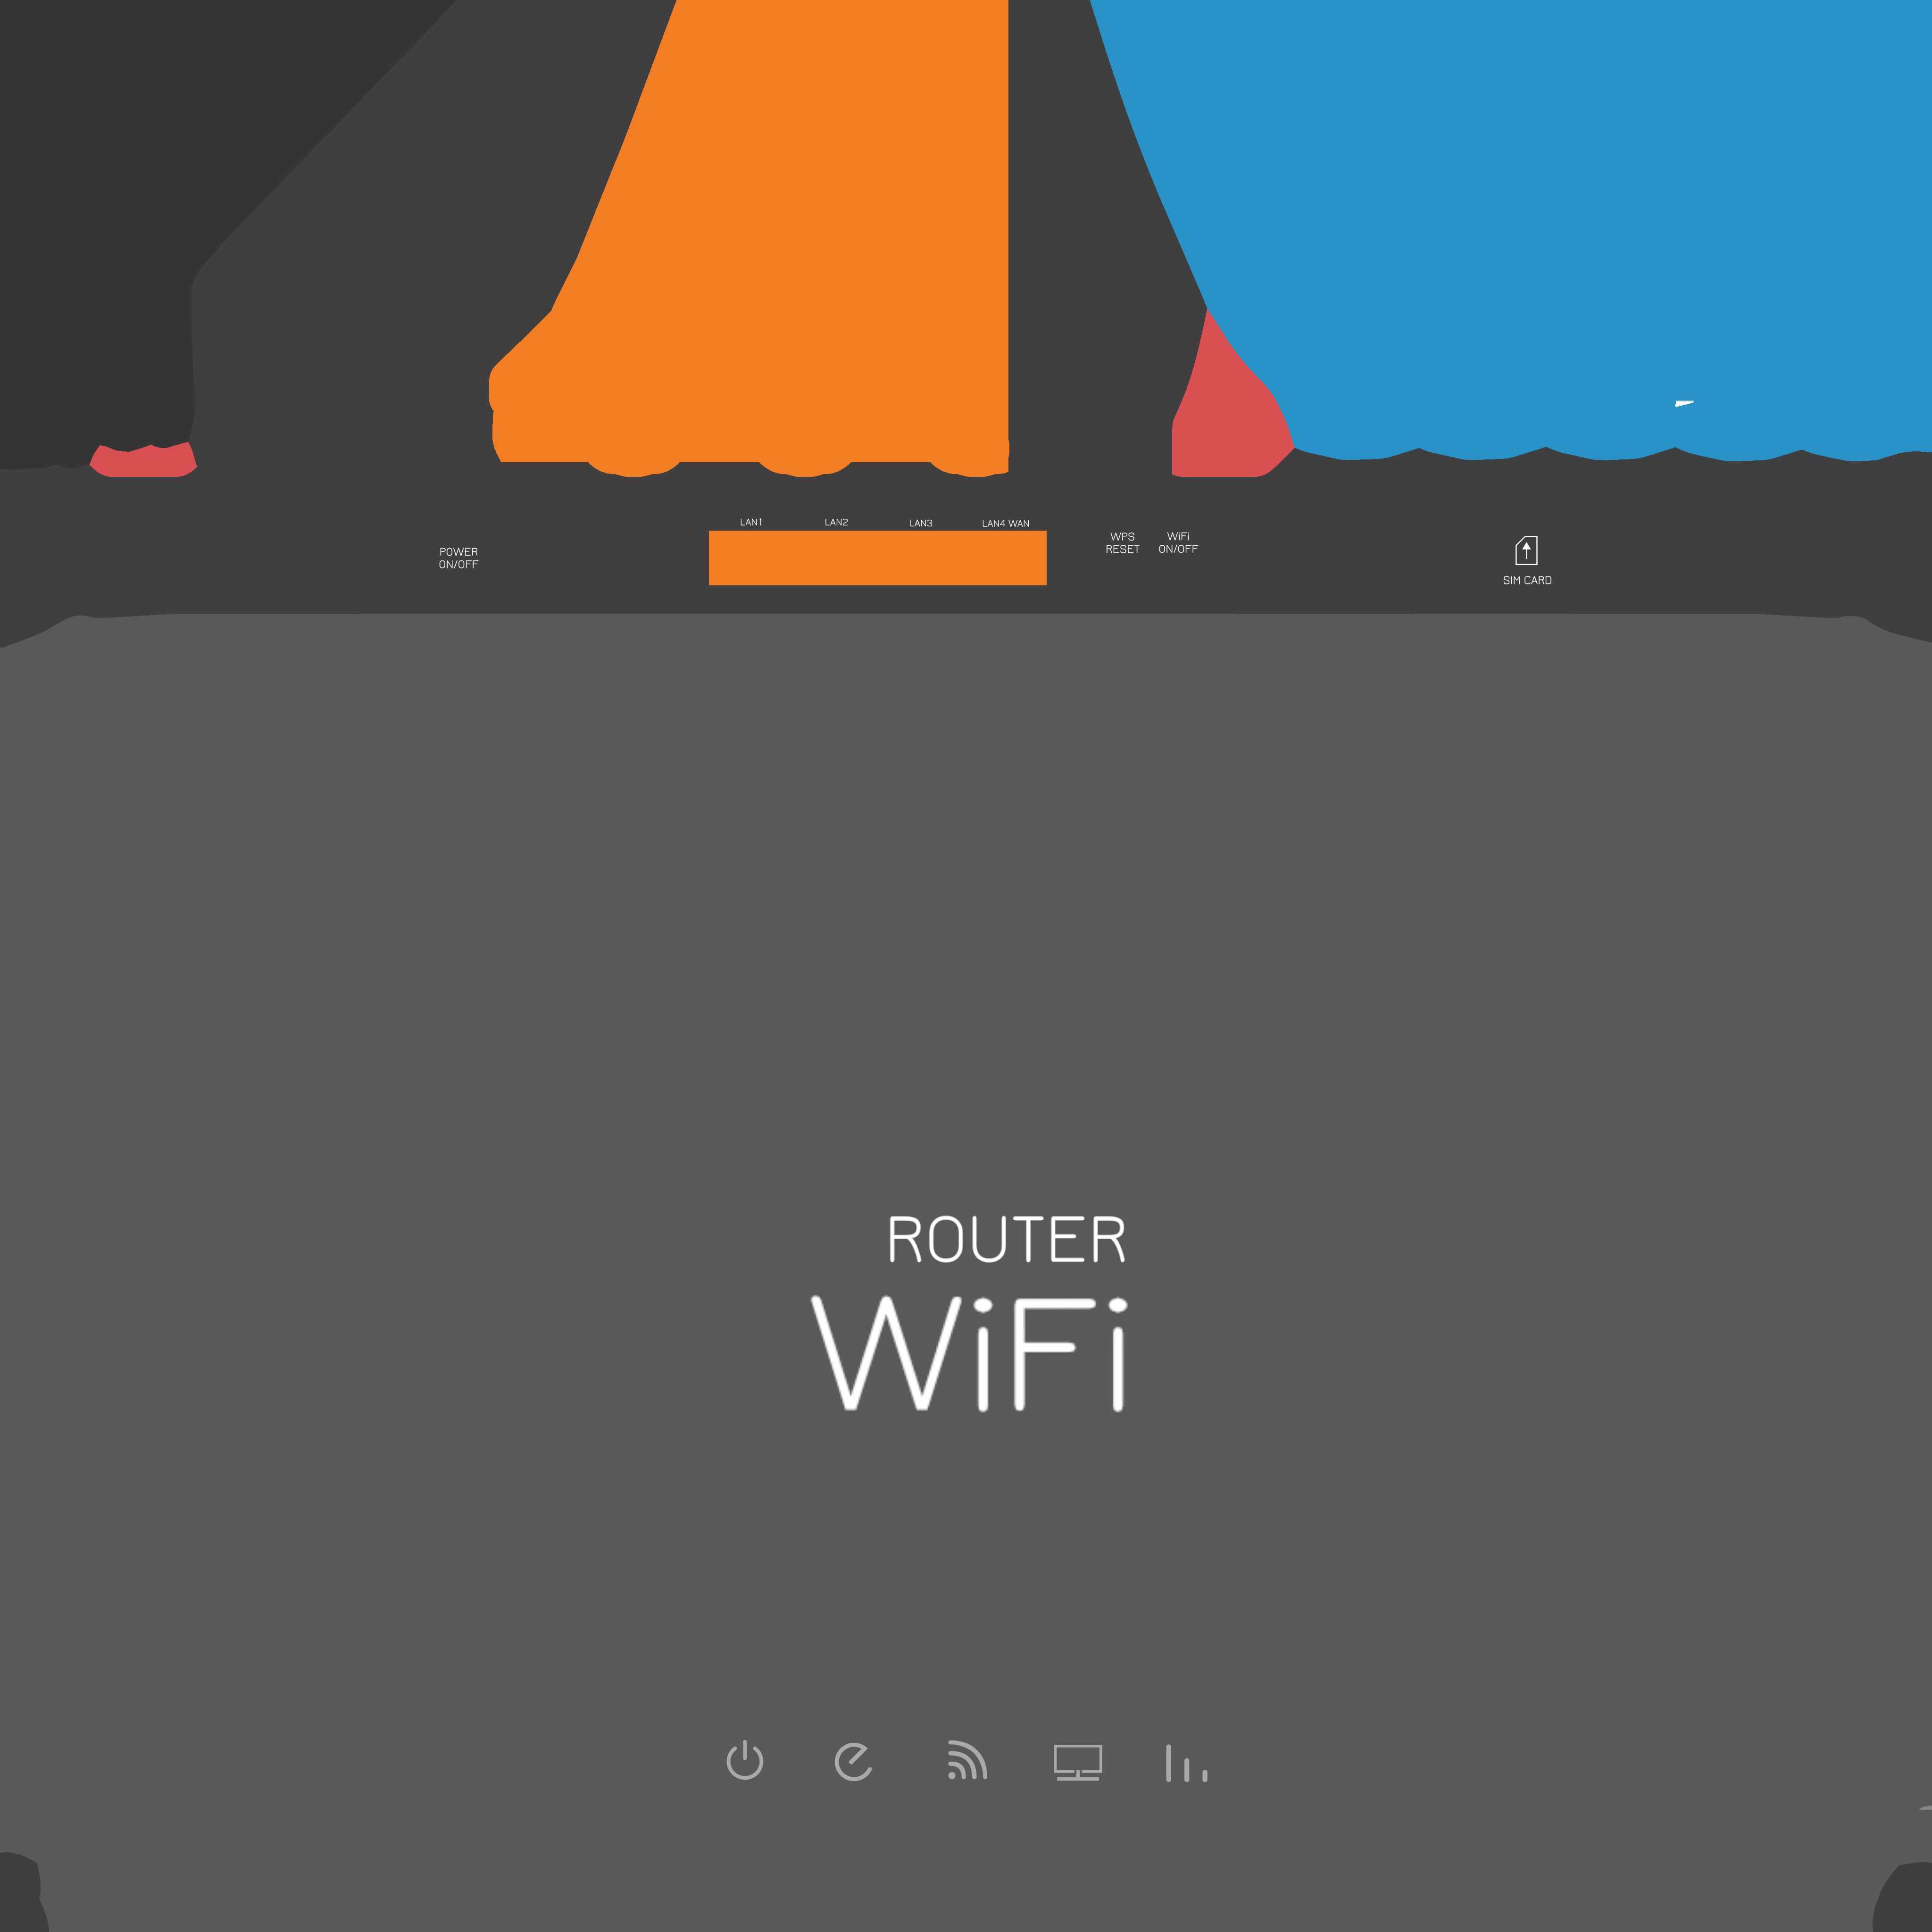 LAN1 LAN2 LAN3 LAN4 WAN
POWER
ON/OFF
WPS
RESET
WiFi
ON/OFF
SIM CARD
ROUTER
WiFi